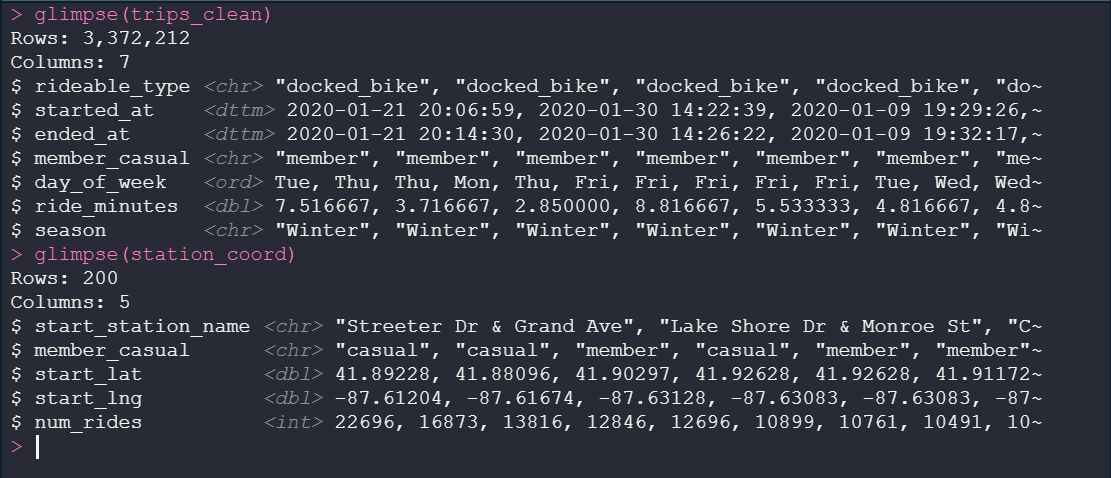 > glimpse(trips_clean)
Rows: 3,372,212
Columns: 7
$ rideable_type <chr> "docked_bike", "docked_bike", "docked_bike", "docked_bike", "do~
$ started_at    <dttm> 2020-01-21 20:06:59, 2020-01-30 14:22:39, 2020-01-09 19:29:26,~
$ ended_at      <dttm> 2020-01-21 20:14:30, 2020-01-30 14:26:22, 2020-01-09 19:32:17,~
$ member_casual <chr> "member", "member", "member", "member", "member", "member", "me~
$ day_of_week   <ord> Tue, Thu, Thu, Mon, Thu, Fri, Fri, Fri, Fri, Fri, Tue, Wed, Wed~
$ ride_minutes  <dbl> 7.516667, 3.716667, 2.850000, 8.816667, 5.533333, 4.816667, 4.8~
$ season        <chr> "Winter", "Winter", "Winter", "Winter", "Winter", "Winter", "Wi~
> glimpse(station_coord)
Rows: 200
Columns: 5
$ start_station_name <chr> "Streeter Dr & Grand Ave", "Lake Shore Dr & Monroe St", "C~
$ member_casual      <chr> "casual", "casual", "member", "casual", "member", "member"~
$ start_lat          <dbl> 41.89228, 41.88096, 41.90297, 41.92628, 41.92628, 41.91172~
$ start_lng          <dbl> -87.61204, -87.61674, -87.63128, -87.63083, -87.63083, -87~
$ num_rides          <int> 22696, 16873, 13816, 12846, 12696, 10899, 10761, 10491, 10~
>